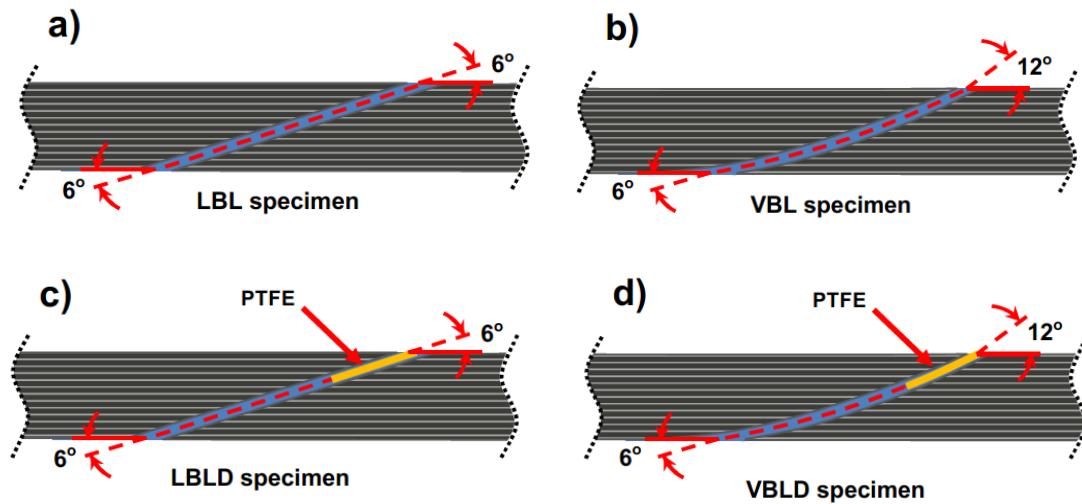 a)
6°
6°
LBL specimen
b)
12°
6°
VBL specimen
c)
PTFE
6°
6°
LBLD specimen
d)
PTFE
12°
6°
VBLD specimen